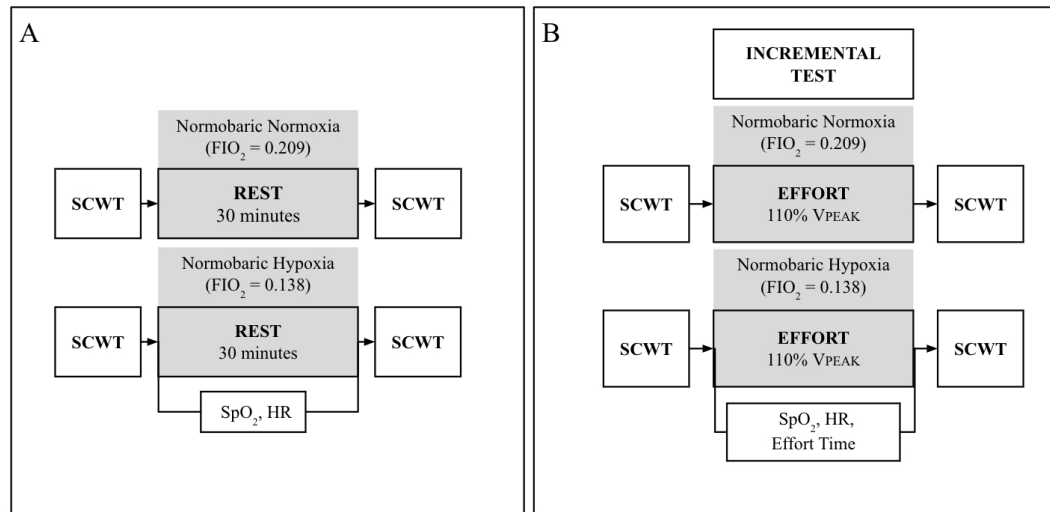 A
Normobaric Normoxia
(FIO₂ = 0.209)
SCWT
REST
30 minutes
SCWT
Normobaric Hypoxia
(FIO₂ = 0.138)
SCWT
REST
30 minutes
SCWT
SpO₂, HR
B
INCREMENTAL
TEST
Normobaric Normoxia
(FIO₂ = 0.209)
SCWT
EFFORT
110% VPEAK
SCWT
Normobaric Hypoxia
(FIO₂ = 0.138)
SCWT
EFFORT
110% VPEAK
SCWT
SpO₂, HR,
Effort Time